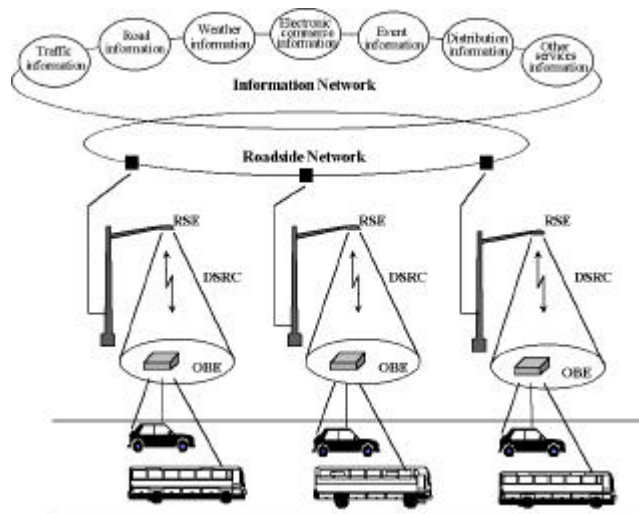 Traffic
information
Road
information
Weather
information
Electronic
commerce
information
Event
information
Distribution
information
Other
services
information
Information Network
Roadside Network
RSE
RSE
RSE
DSRC
DSRC
DSRC
OBE
OBE
OBE